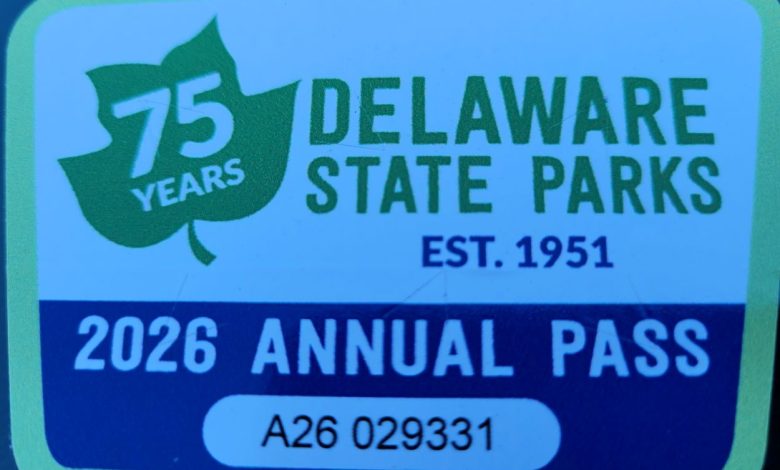 75
YEARS
DELAWARE
STATE PARKS
EST. 1951
2026 ANNUAL PASS
A26 029331